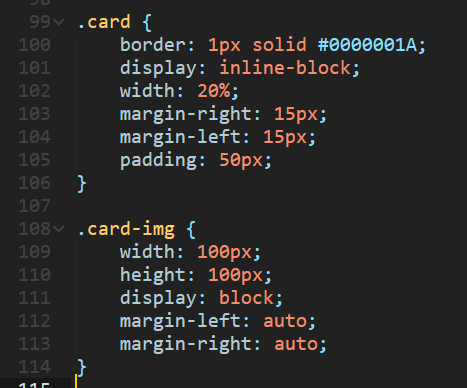 98
99 .card {
100 border: 1px solid #0000001A;
101 display: inline-block;
102 width: 20%;
103 margin-right: 15px;
104 margin-left: 15px;
105 padding: 50px;
106 }
107
108 .card-img {
109 width: 100px;
110 height: 100px;
111 display: block;
112 margin-left: auto;
113 margin-right: auto;
114 }
115